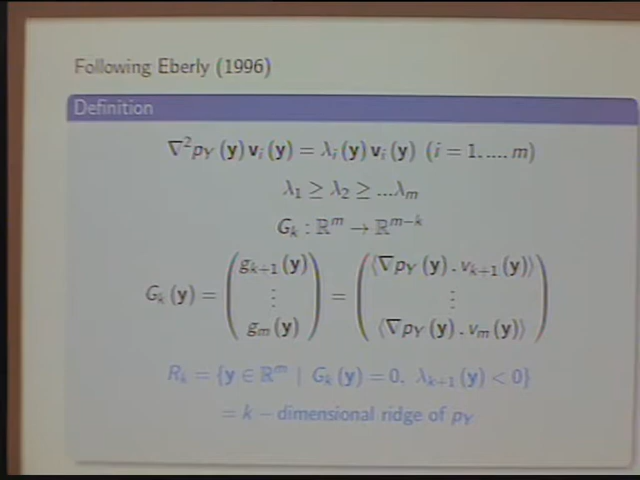 Following Eberly (1996)
Definition
∇²p_Y(y)v_i(y) = λ_i(y)v_i(y) (i = 1, ..., m)
λ_1 ≥ λ_2 ≥ ...λ_m
G_k : ℝ^m → ℝ^{m−k}
G_k(y) = (g_{k+1}(y) ⋮ g_m(y)) = (⟨∇p_Y(y), v_{k+1}(y)⟩ ⋮ ⟨∇p_Y(y), v_m(y)⟩)
R_k = {y ∈ ℝ^m | G_k(y) = 0, λ_{k+1}(y) < 0}
= k − dimensional ridge of p_Y